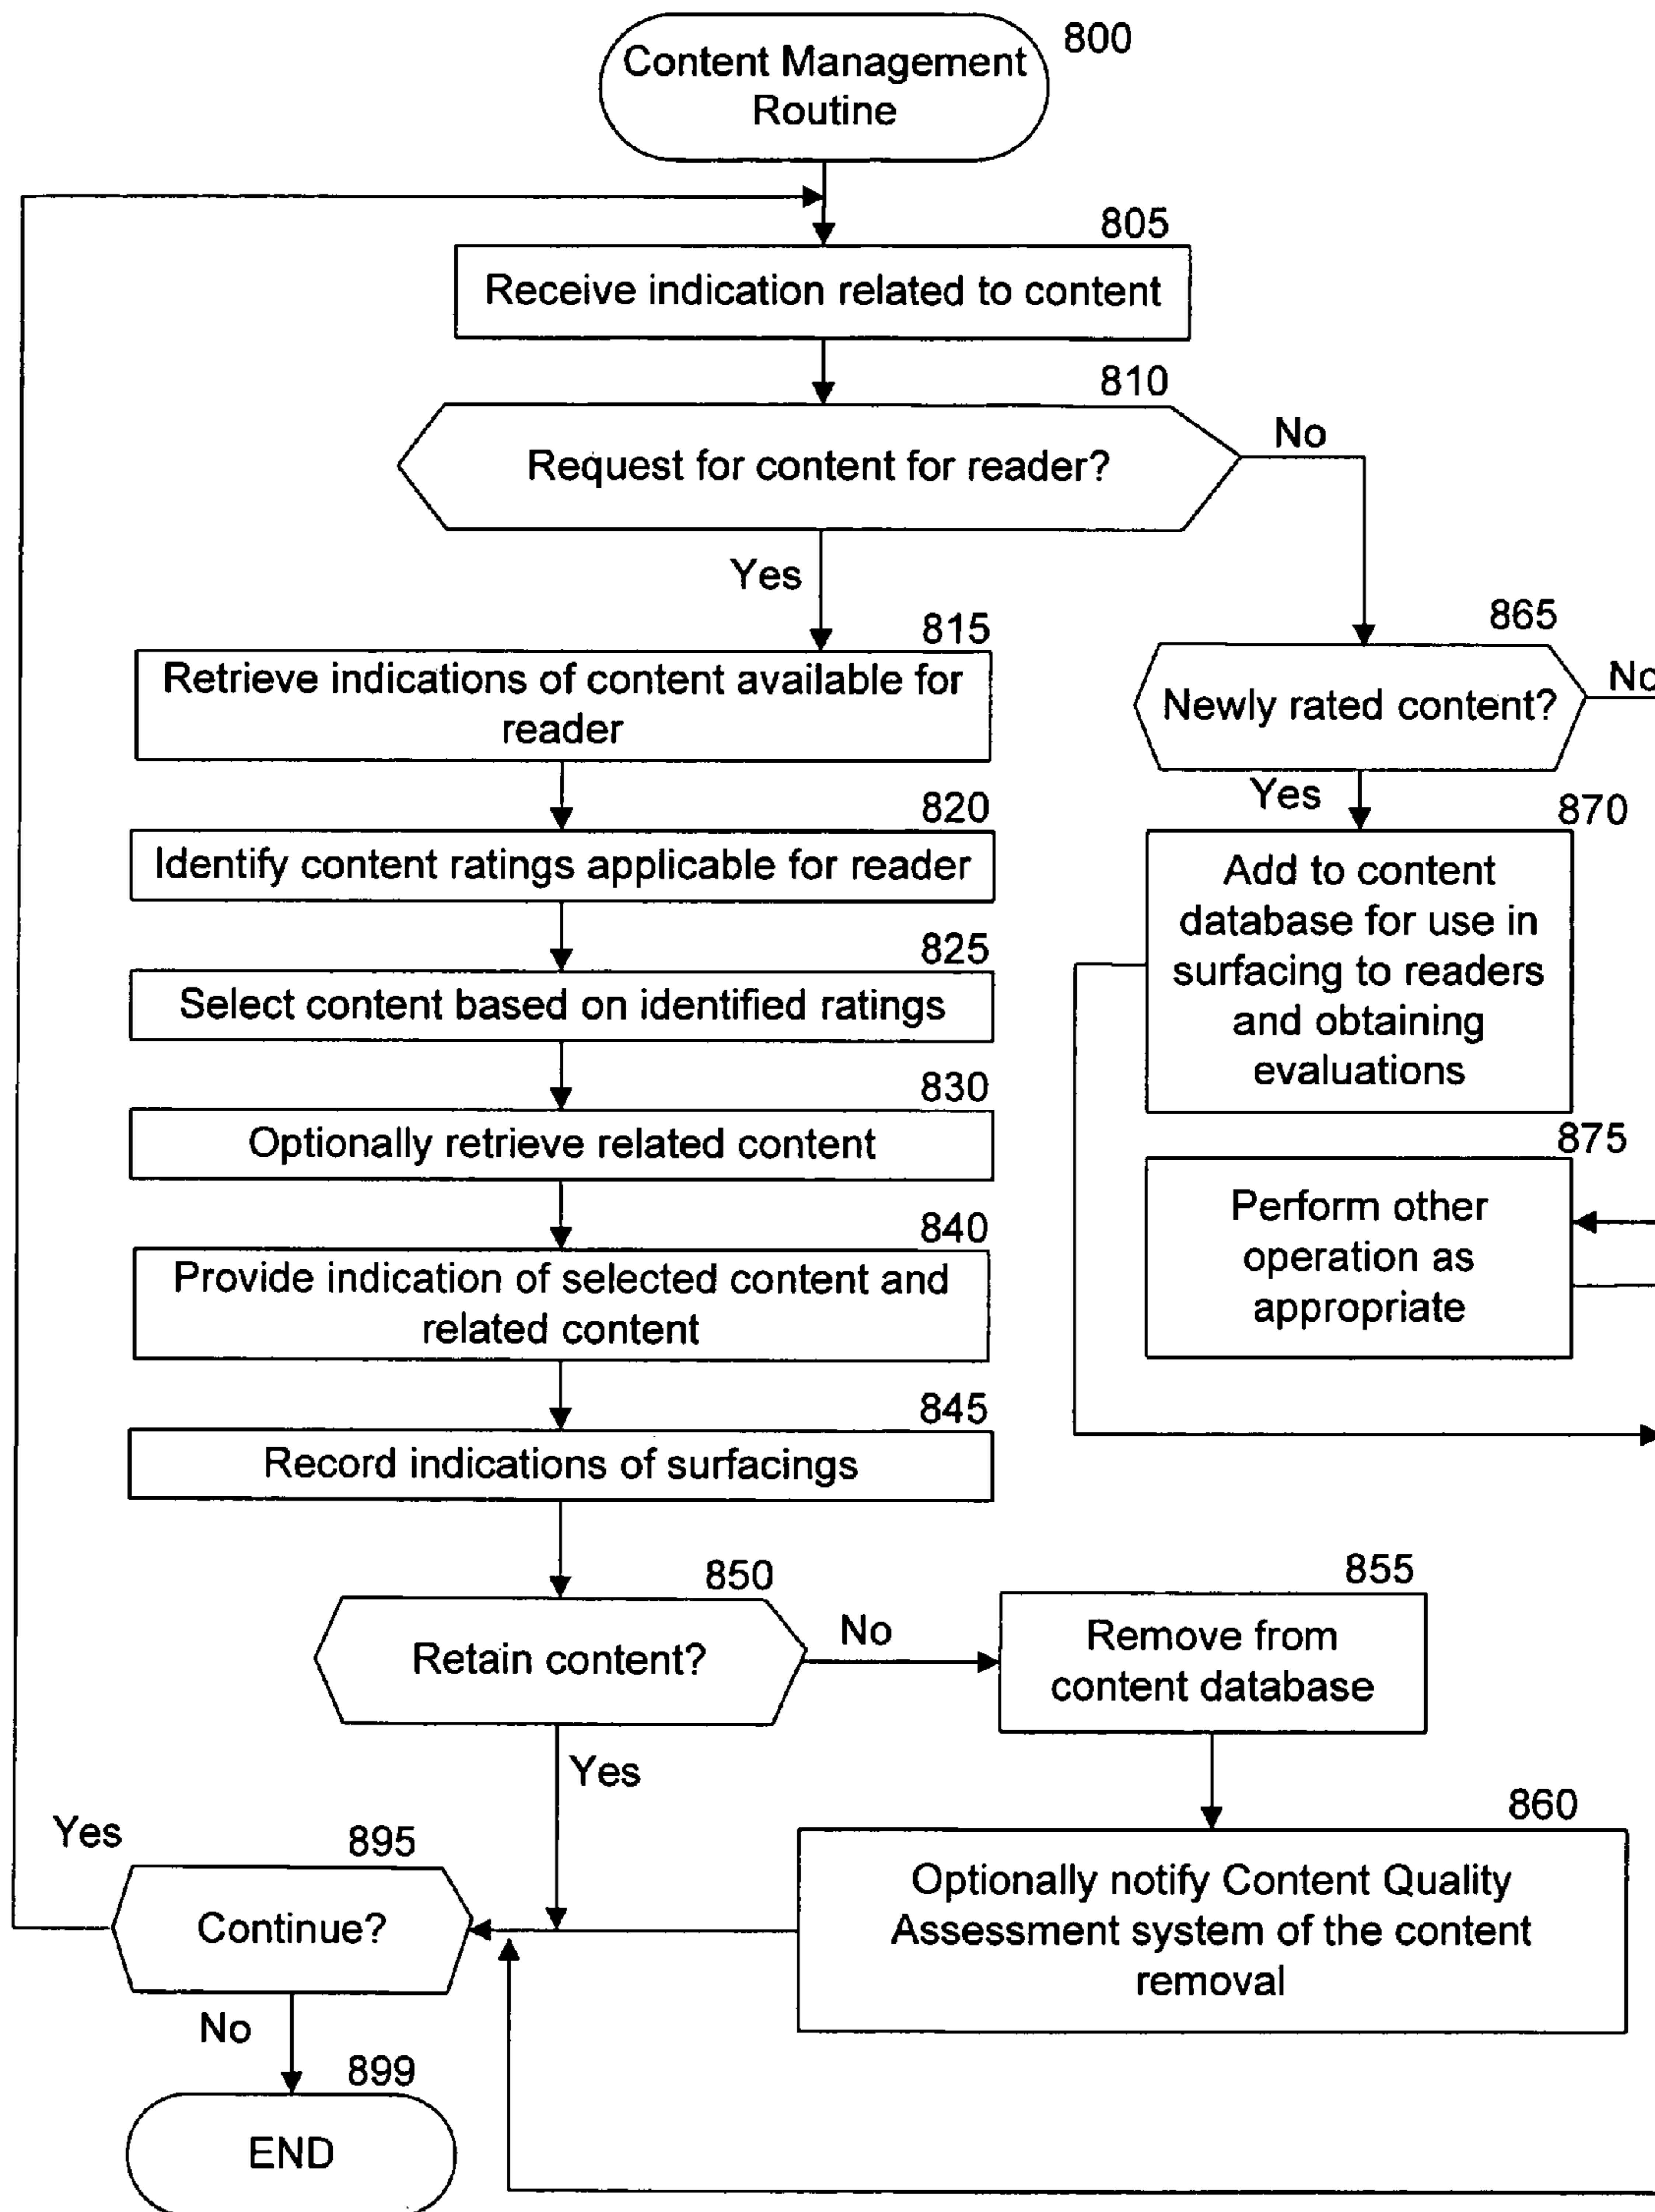 800
Content Management
Routine
805
Receive indication related to content
810
Request for content for reader?
No
Yes
815
Retrieve indications of content available for
reader
865
Newly rated content?
No
Yes
820
Identify content ratings applicable for reader
870
Add to content
database for use in
surfacing to readers
and obtaining
evaluations
825
Select content based on identified ratings
830
Optionally retrieve related content
875
Perform other
operation as
appropriate
840
Provide indication of selected content and
related content
845
Record indications of surfacings
850
Retain content?
No
Yes
855
Remove from
content database
860
Optionally notify Content Quality
Assessment system of the content
removal
Yes
895
Continue?
No
899
END